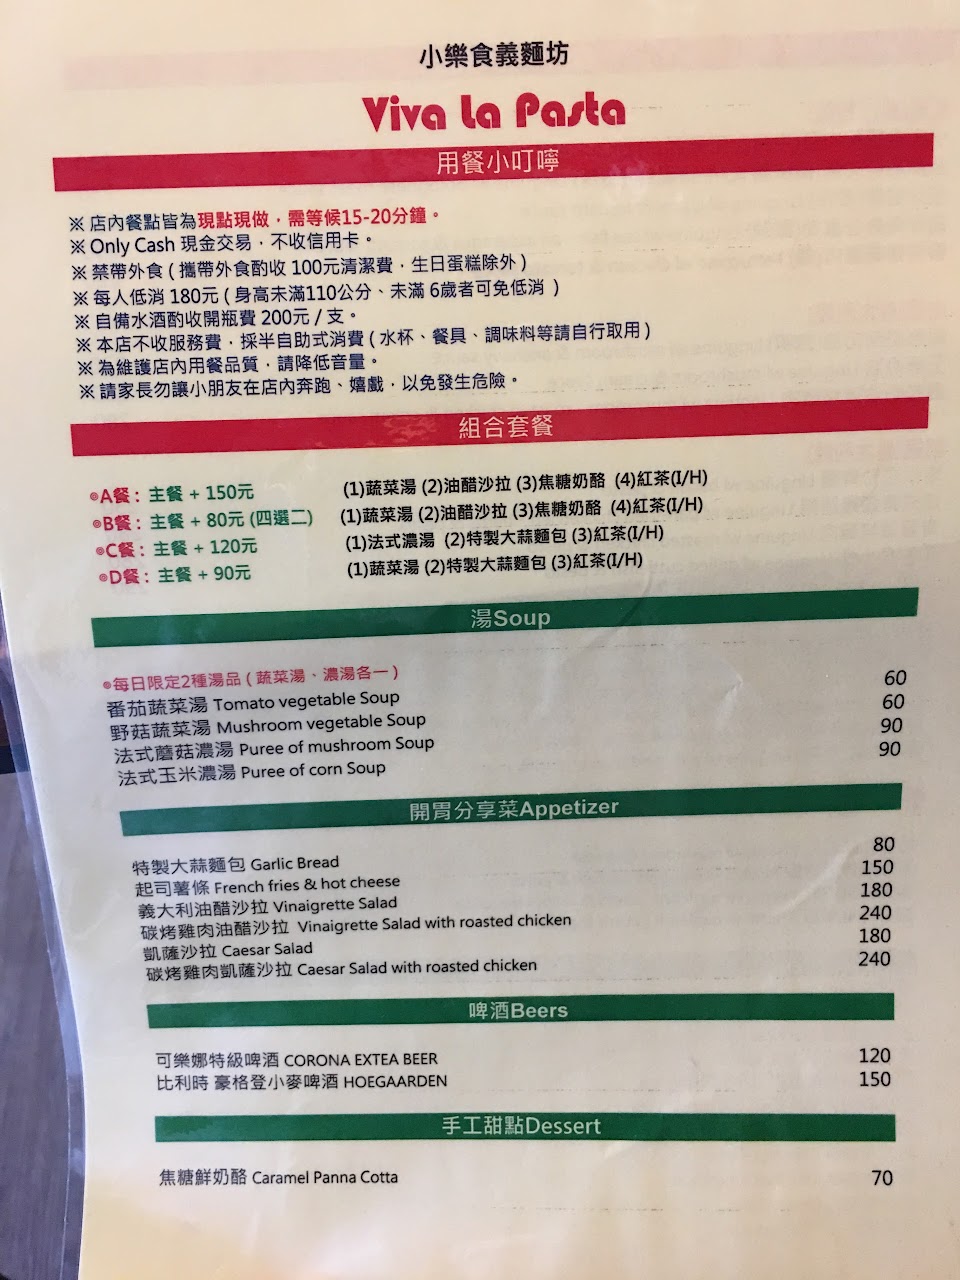 小樂食義麵坊
Viva La Pasta
用餐小叮嚀
※ 店內餐點皆為現點現做，需等候15-20分鐘。
※ Only Cash 現金交易，不收信用卡。
※ 禁帶外食 ( 攜帶外食酌收 100元清潔費，生日蛋糕除外 )
※ 每人低消 180元 ( 身高未滿110公分、未滿 6歲者可免低消 )
※ 自備水酒酌收開瓶費 200元 / 支。
※ 本店不收服務費，採半自助式消費 ( 水杯、餐具、調味料等請自行取用 )
※ 為維護店內用餐品質，請降低音量。
※ 請家長勿讓小朋友在店內奔跑、嬉戲，以免發生危險。
組合套餐
◎A餐：主餐 + 150元 (1)蔬菜湯 (2)油醋沙拉 (3)焦糖奶酪 (4)紅茶(I/H)
◎B餐：主餐 + 80元 (四選二) (1)蔬菜湯 (2)油醋沙拉 (3)焦糖奶酪 (4)紅茶(I/H)
◎C餐：主餐 + 120元 (1)法式濃湯 (2)特製大蒜麵包 (3)紅茶(I/H)
◎D餐：主餐 + 90元 (1)蔬菜湯 (2)特製大蒜麵包 (3)紅茶(I/H)
湯Soup
◎每日限定2種湯品 ( 蔬菜湯、濃湯各一 )
番茄蔬菜湯 Tomato vegetable Soup 60
野菇蔬菜湯 Mushroom vegetable Soup 60
法式蘑菇濃湯 Puree of mushroom Soup 90
法式玉米濃湯 Puree of corn Soup 90
開胃分享菜Appetizer
特製大蒜麵包 Garlic Bread 80
起司薯條 French fries & hot cheese 150
義大利油醋沙拉 Vinaigrette Salad 180
碳烤雞肉油醋沙拉 Vinaigrette Salad with roasted chicken 240
凱薩沙拉 Caesar Salad 180
碳烤雞肉凱薩沙拉 Caesar Salad with roasted chicken 240
啤酒Beers
可樂娜特級啤酒 CORONA EXTEA BEER 120
比利時 豪格登小麥啤酒 HOEGAARDEN 150
手工甜點Dessert
焦糖鮮奶酪 Caramel Panna Cotta 70